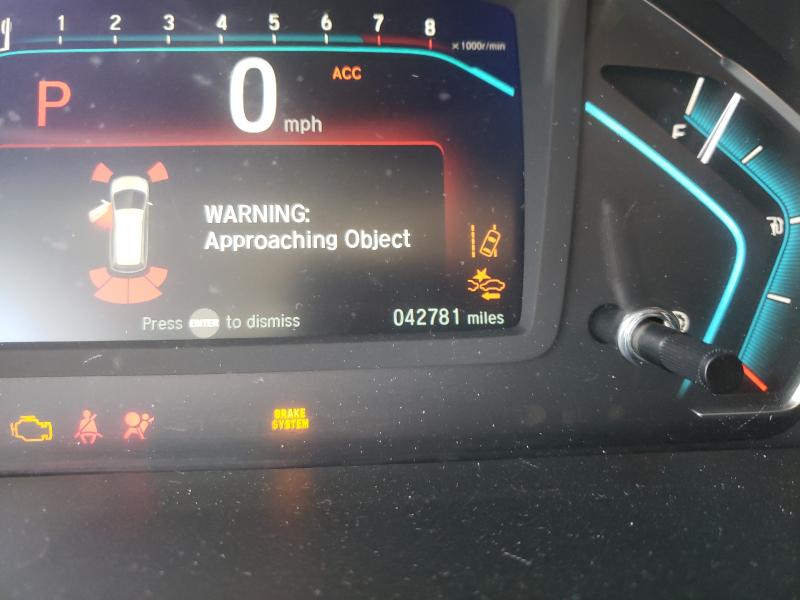 1 2 3 4 5 6 7 8
x 1000r/min
P 0 mph ACC
F
WARNING:
Approaching Object
Press ENTER to dismiss
042781 miles
BRAKE
SYSTEM